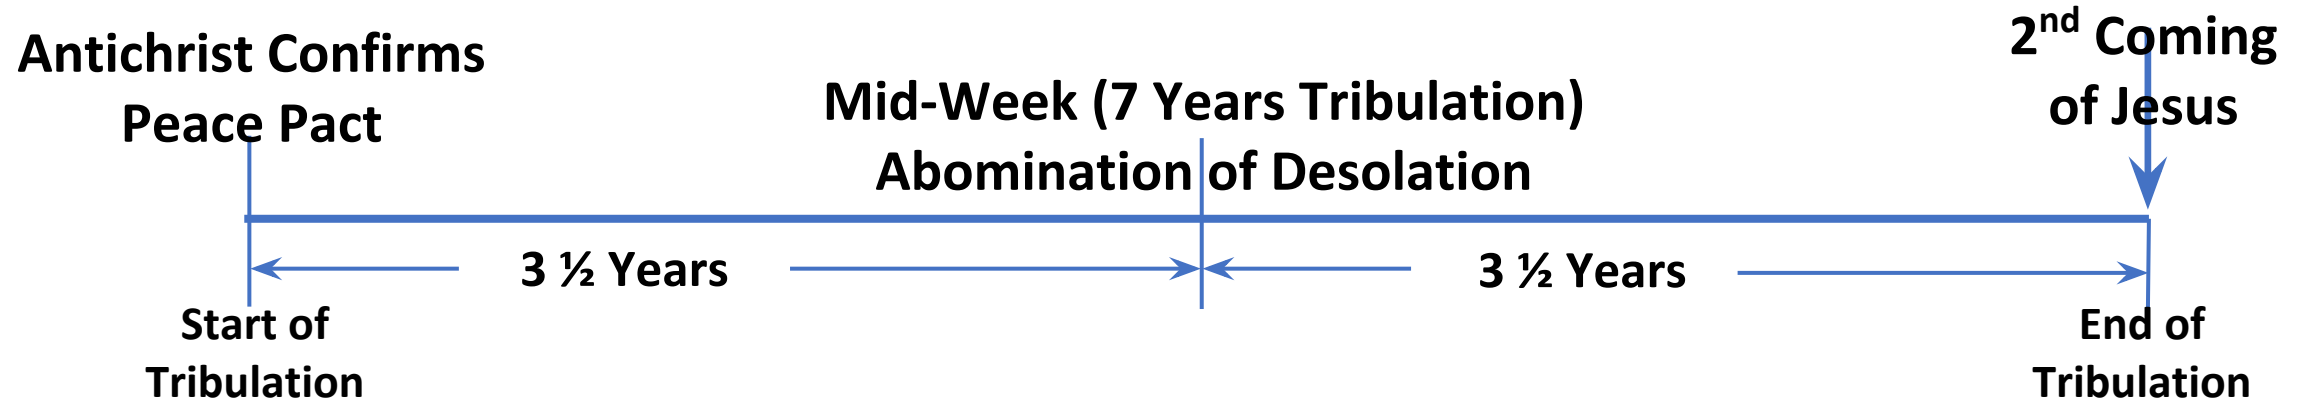 Antichrist Confirms
Peace Pact
Mid-Week (7 Years Tribulation)
Abomination of Desolation
2nd Coming
of Jesus
3 ½ Years
3 ½ Years
Start of
Tribulation
End of
Tribulation